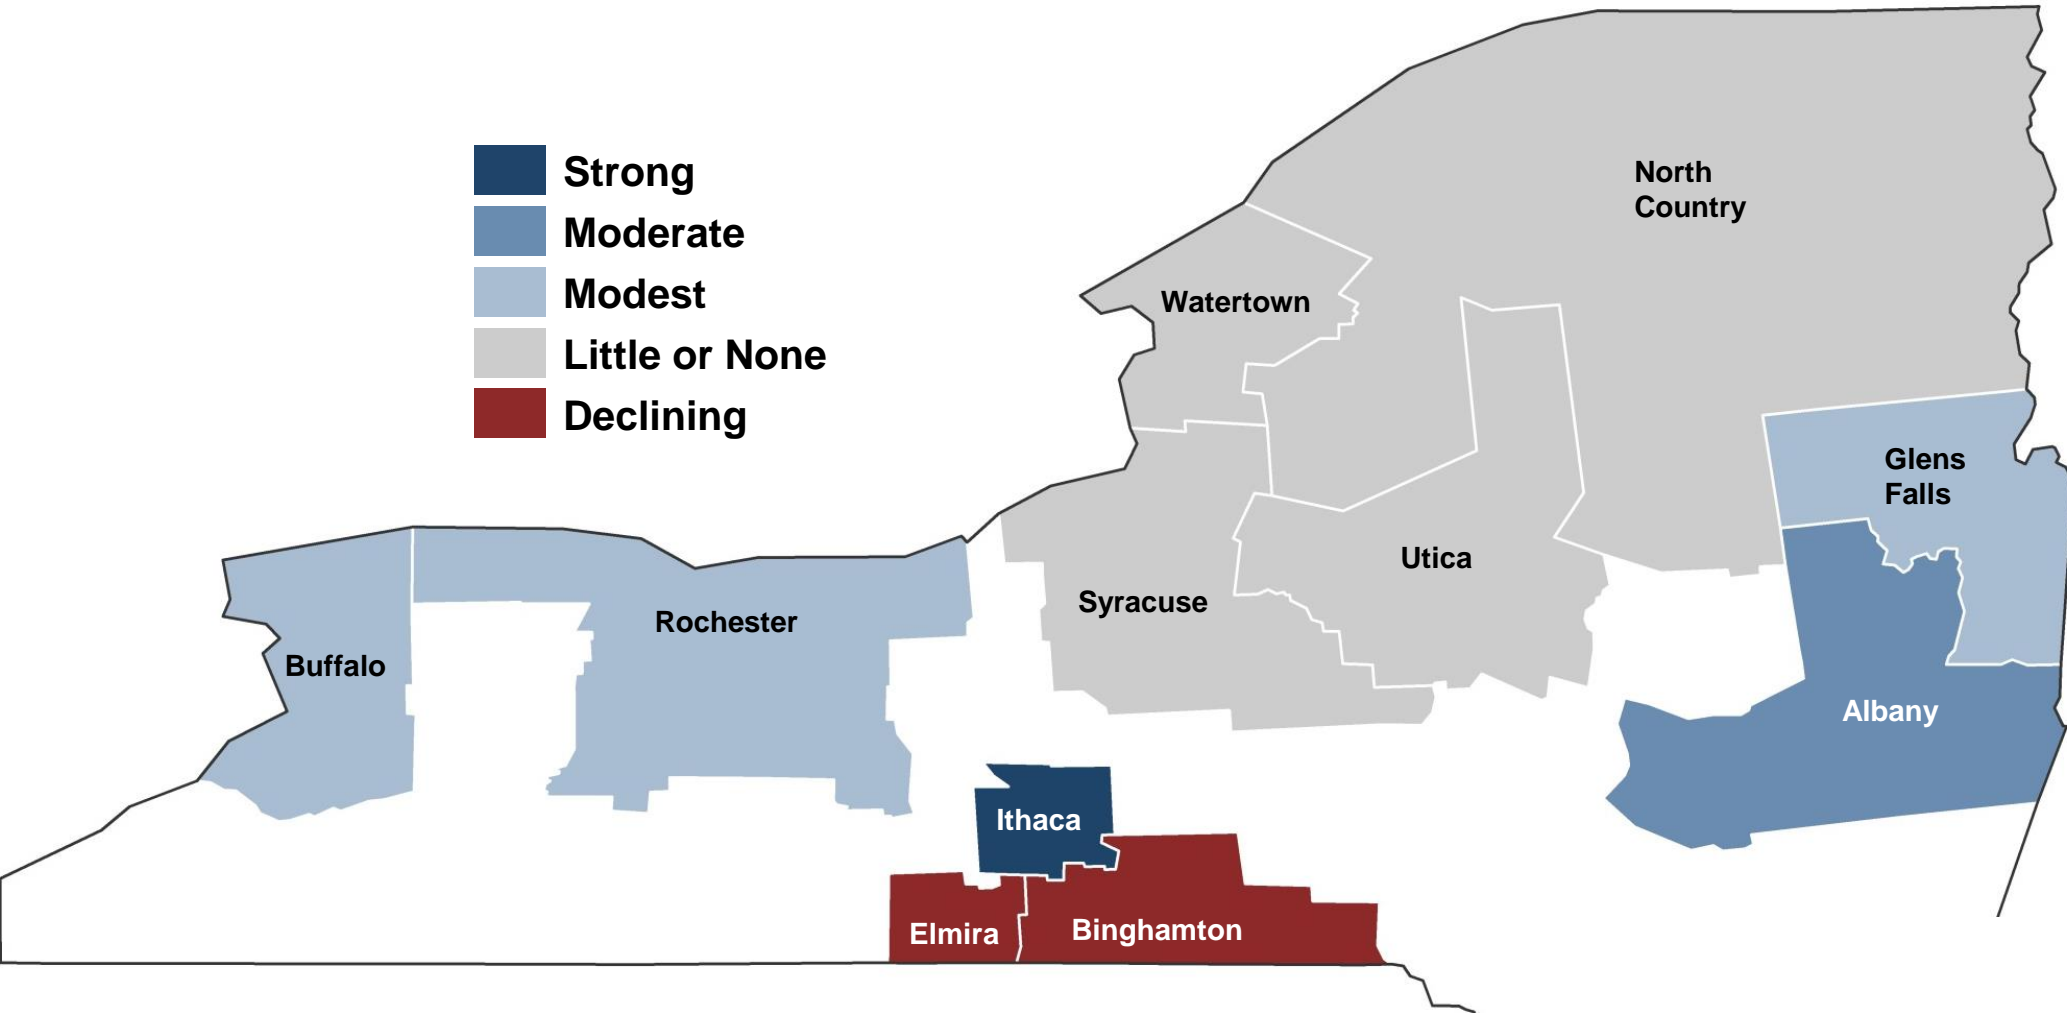 Strong
Moderate
Modest
Little or None
Declining
North
Country
Watertown
Glens
Falls
Utica
Syracuse
Rochester
Buffalo
Albany
Ithaca
Elmira
Binghamton